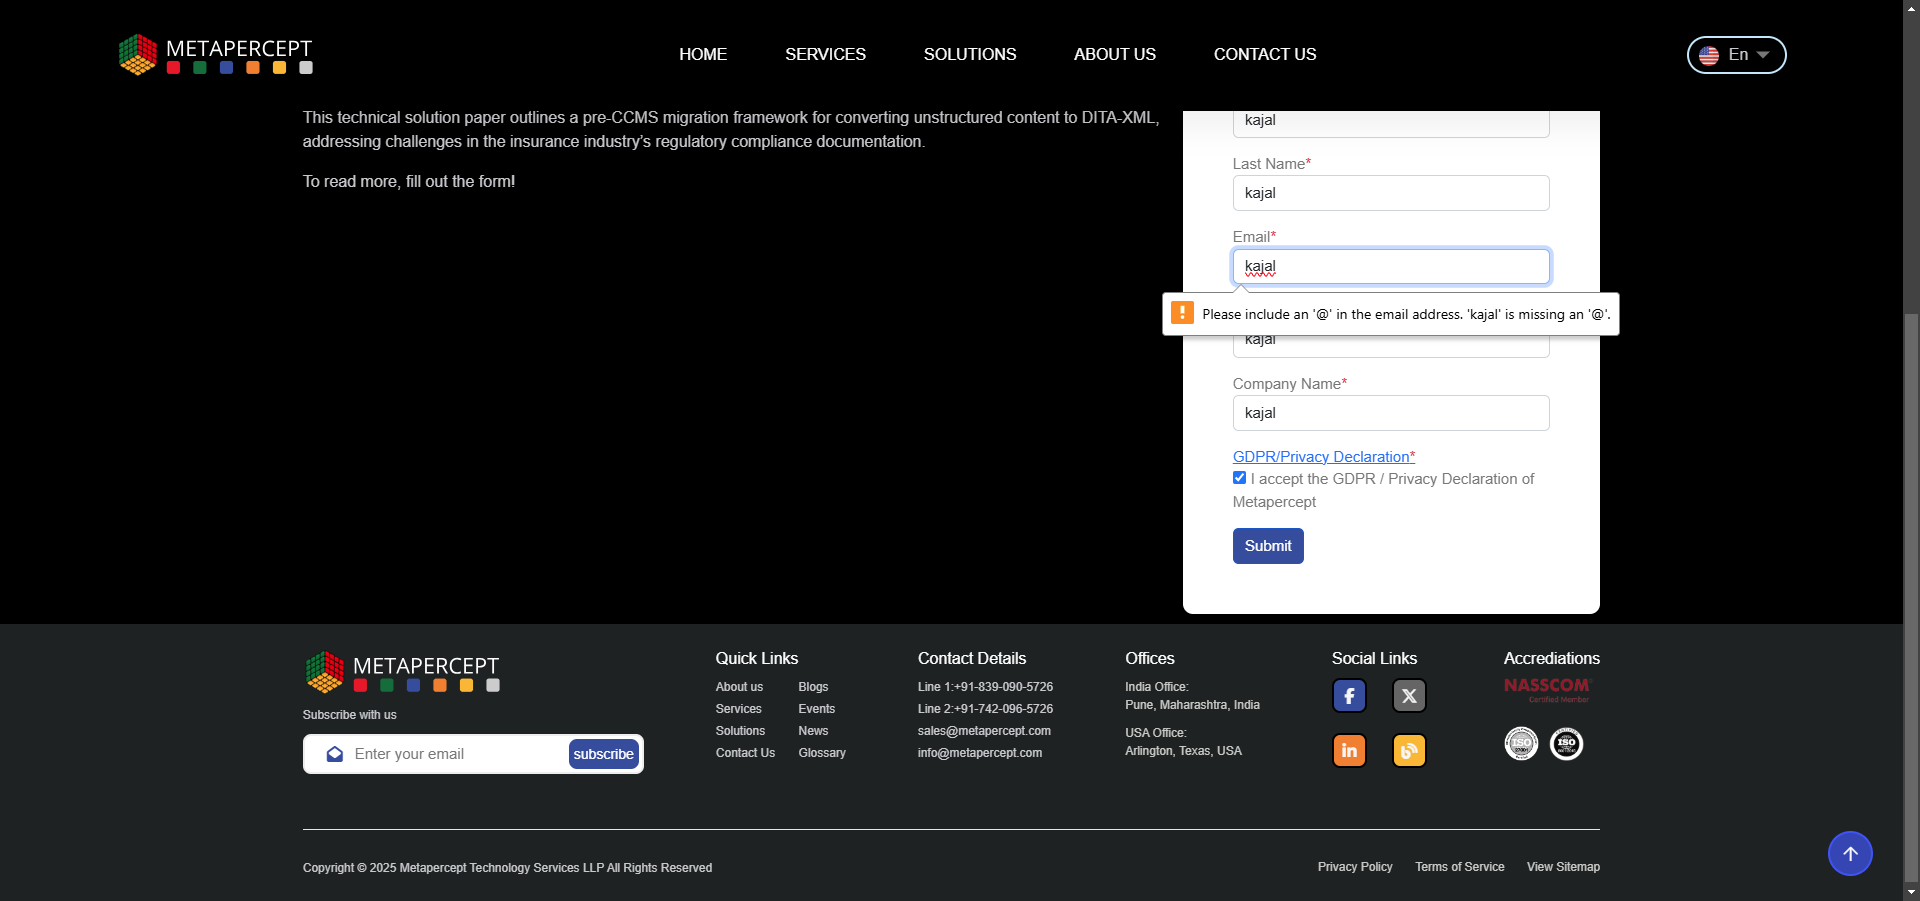 METAPERCEPT
HOME
SERVICES
SOLUTIONS
ABOUT US
CONTACT US
En
This technical solution paper outlines a pre-CCMS migration framework for converting unstructured content to DITA-XML,
addressing challenges in the insurance industry’s regulatory compliance documentation.
To read more, fill out the form!
kajal
Last Name*
kajal
Email*
kajal
Please include an '@' in the email address. 'kajal' is missing an '@'.
kajal
Company Name*
kajal
GDPR/Privacy Declaration*
I accept the GDPR / Privacy Declaration of
Metapercept
Submit
METAPERCEPT
Subscribe with us
Enter your email
subscribe
Quick Links
About us
Blogs
Services
Events
Solutions
News
Contact Us
Glossary
Contact Details
Line 1:+91-839-090-5726
Line 2:+91-742-096-5726
sales@metapercept.com
info@metapercept.com
Offices
India Office:
Pune, Maharashtra, India
USA Office:
Arlington, Texas, USA
Social Links
f
X
in
Accrediations
NASSCOM®
Certified Member
ISO
27001
ISO
Copyright © 2025 Metapercept Technology Services LLP All Rights Reserved
Privacy Policy
Terms of Service
View Sitemap